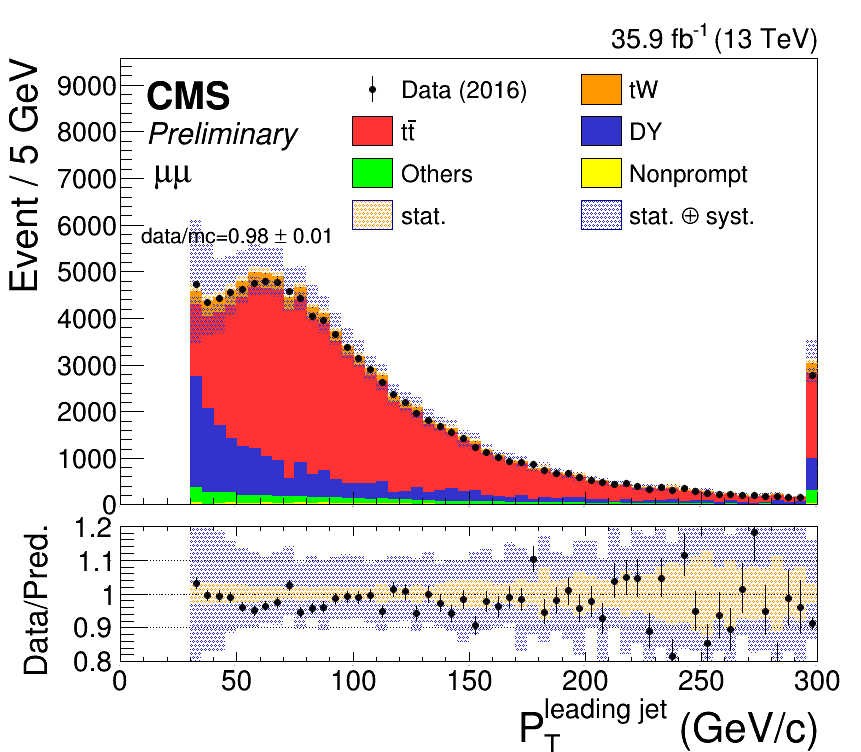 35.9 fb⁻¹ (13 TeV)
Event / 5 GeV
9000
8000
7000
6000
5000
4000
3000
2000
1000
0
CMS
Preliminary
μμ
data/mc=0.98 ± 0.01
Data (2016)
tW
tt̄
DY
Others
Nonprompt
stat.
stat. ⊕ syst.
Data/Pred.
1.2
1.1
1
0.9
0.8
0 50 100 150 200 250 300
P_T^leading jet (GeV/c)